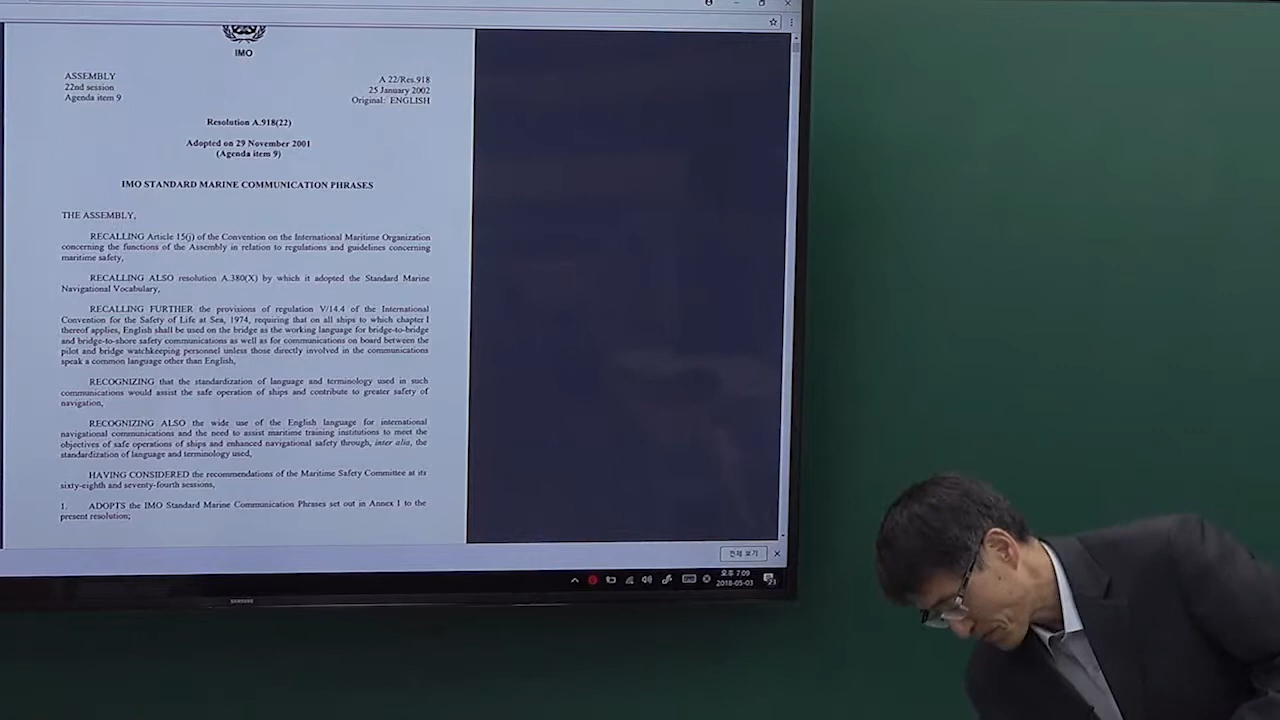 IMO
ASSEMBLY
22nd session
Agenda item 9
A 22/Res.918
25 January 2002
Original: ENGLISH
Resolution A.918(22)
Adopted on 29 November 2001
(Agenda item 9)
IMO STANDARD MARINE COMMUNICATION PHRASES
THE ASSEMBLY,
RECALLING Article 15(j) of the Convention on the International Maritime Organization
concerning the functions of the Assembly in relation to regulations and guidelines concerning
maritime safety,
RECALLING ALSO resolution A.380(X) by which it adopted the Standard Marine
Navigational Vocabulary,
RECALLING FURTHER the provisions of regulation V/14.4 of the International
Convention for the Safety of Life at Sea, 1974, requiring that on all ships to which chapter I
thereof applies, English shall be used on the bridge as the working language for bridge-to-bridge
and bridge-to-shore safety communications as well as for communications on board between the
pilot and bridge watchkeeping personnel unless those directly involved in the communications
speak a common language other than English,
RECOGNIZING that the standardization of language and terminology used in such
communications would assist the safe operation of ships and contribute to greater safety of
navigation,
RECOGNIZING ALSO the wide use of the English language for international
navigational communications and the need to assist maritime training institutions to meet the
objectives of safe operations of ships and enhanced navigational safety through, inter alia, the
standardization of language and terminology used,
HAVING CONSIDERED the recommendations of the Maritime Safety Committee at its
sixty-eighth and seventy-fourth sessions,
1. ADOPTS the IMO Standard Marine Communication Phrases set out in Annex 1 to the
present resolution;
전체 보기
오후 7:09
2018-05-03
23
SAMSUNG